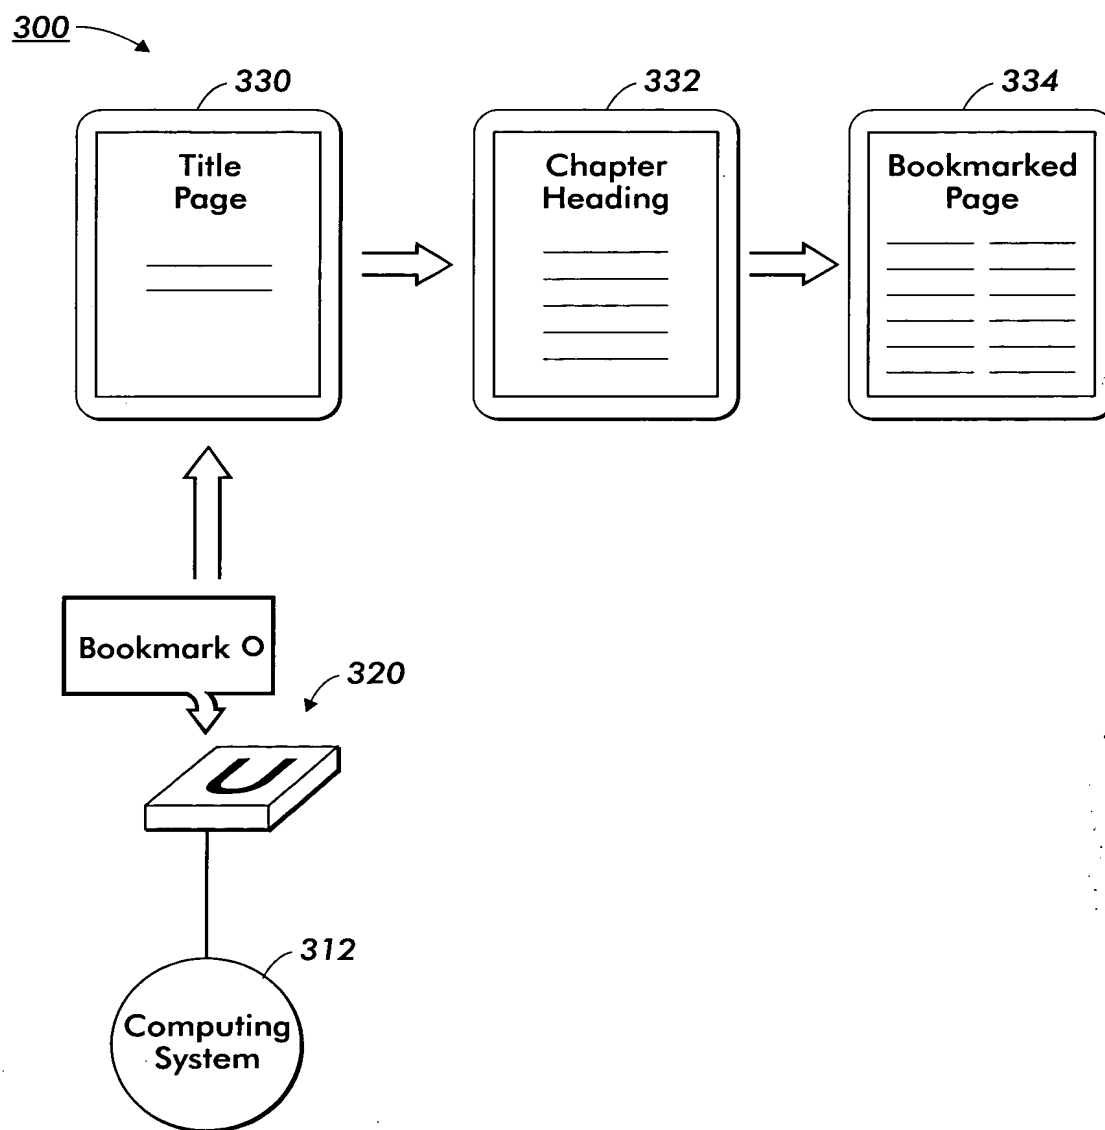 300
330
332
334
Title
Page
Chapter
Heading
Bookmarked
Page
Bookmark
320
U
312
Computing
System